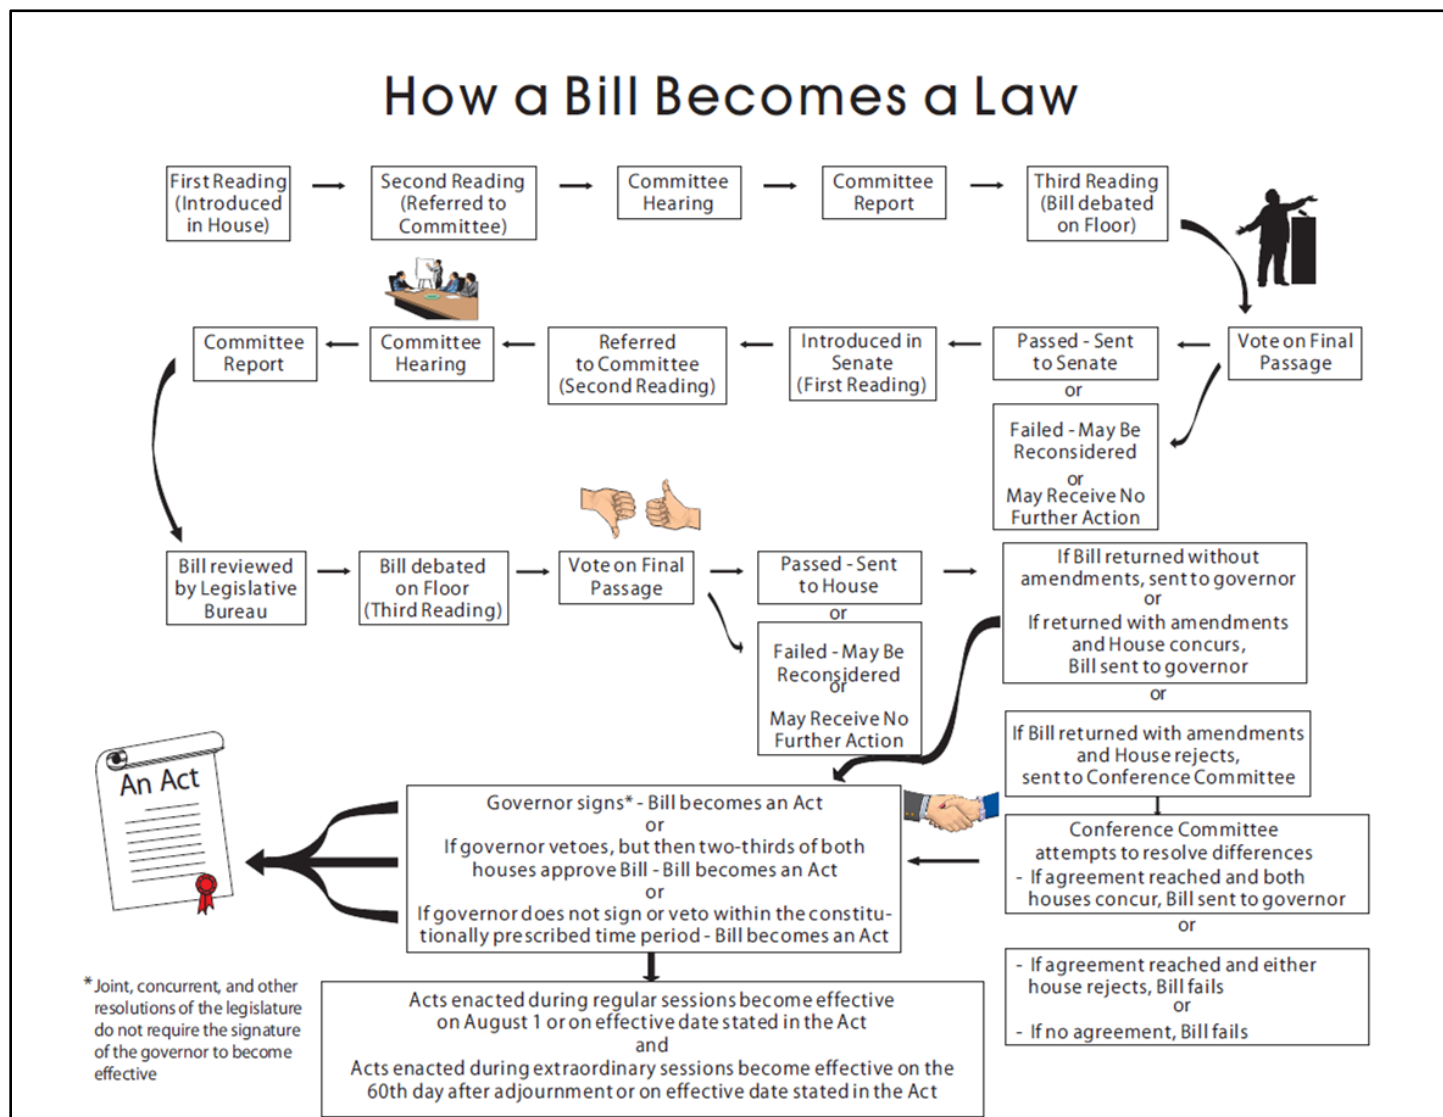 How a Bill Becomes a Law
First Reading
(Introduced
in House)
Second Reading
(Referred to
Committee)
Committee
Hearing
Committee
Report
Third Reading
(Bill debated
on Floor)
Vote on Final
Passage
Passed - Sent
to Senate
or
Failed - May Be
Reconsidered
or
May Receive No
Further Action
Introduced in
Senate
(First Reading)
Referred
to Committee
(Second Reading)
Committee
Hearing
Committee
Report
Bill reviewed
by Legislative
Bureau
Bill debated
on Floor
(Third Reading)
Vote on Final
Passage
Passed - Sent
to House
or
Failed - May Be
Reconsidered
or
May Receive No
Further Action
If Bill returned without
amendments, sent to governor
or
If returned with amendments
and House concurs,
Bill sent to governor
or
If Bill returned with amendments
and House rejects,
sent to Conference Committee
Conference Committee
attempts to resolve differences
- If agreement reached and both
houses concur, Bill sent to governor
or
- If agreement reached and either
house rejects, Bill fails
or
- If no agreement, Bill fails
Governor signs* - Bill becomes an Act
or
If governor vetoes, but then two-thirds of both
houses approve Bill - Bill becomes an Act
or
If governor does not sign or veto within the constitu-
tionally prescribed time period - Bill becomes an Act
An Act
Acts enacted during regular sessions become effective
on August 1 or on effective date stated in the Act
and
Acts enacted during extraordinary sessions become effective on the
60th day after adjournment or on effective date stated in the Act
* Joint, concurrent, and other
resolutions of the legislature
do not require the signature
of the governor to become
effective